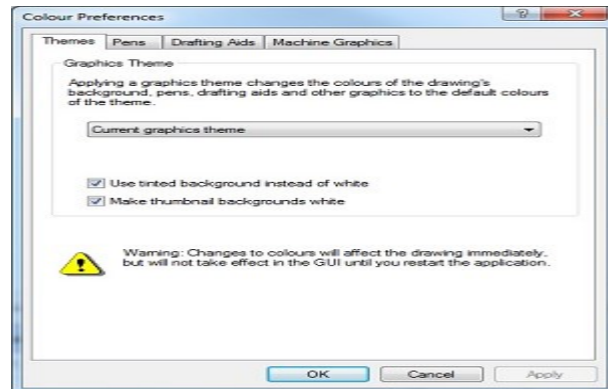 Colour Preferences
Themes Pens Drafting Aids Machine Graphics
Graphics Theme
Applying a graphics theme changes the colours of the drawing's
background, pens, drafting aids and other graphics to the default colours
of the theme.
Current graphics theme
Use tinted background instead of white
Make thumbnail backgrounds white
Warning: Changes to colours will affect the drawing immediately,
but will not take effect in the GUI until you restart the application.
OK Cancel Apply